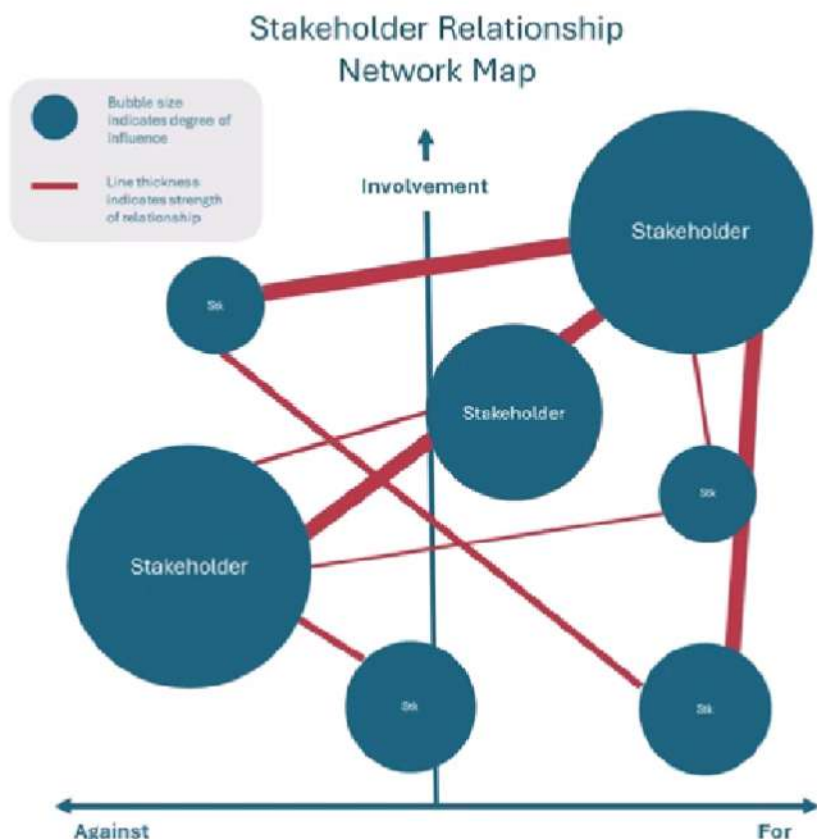 Stakeholder Relationship
Network Map
Bubble size
indicates degree of
influence
Line thickness
indicates strength
of relationship
Involvement
Stakeholder
Stk
Stakeholder
Stk
Stakeholder
Stk
Stk
Against
For